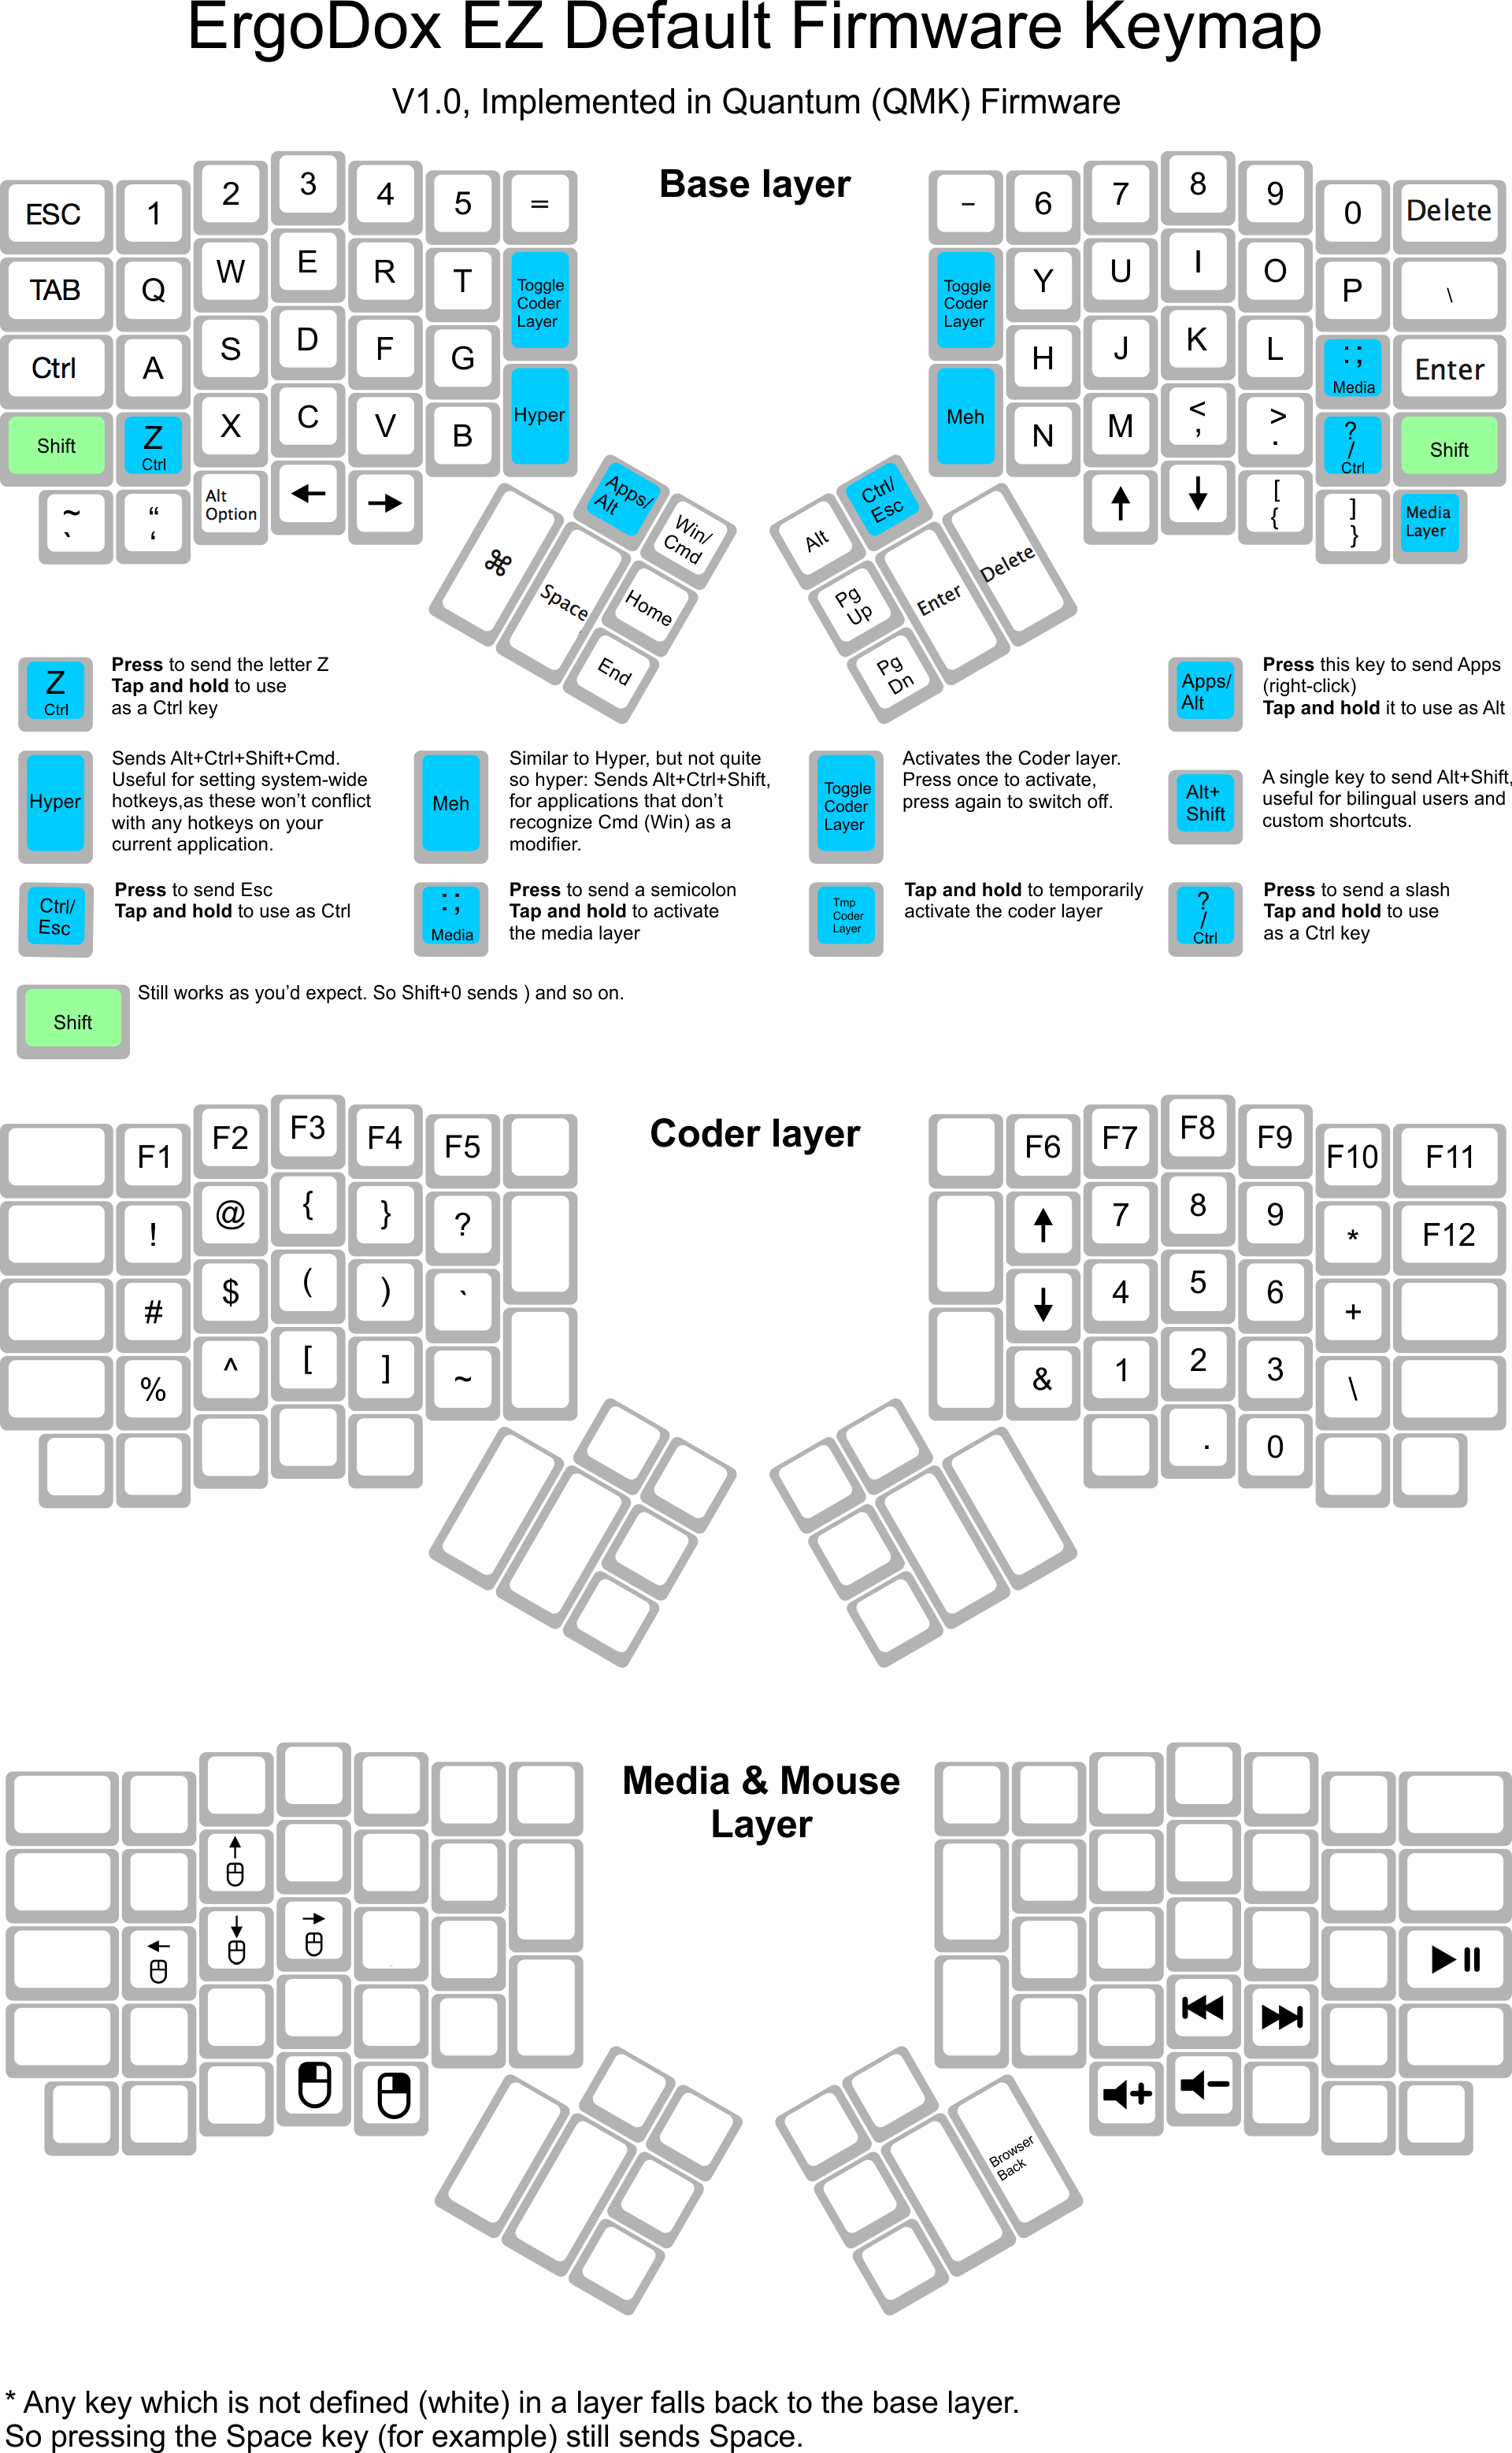 ErgoDox EZ Default Firmware Keymap
V1.0, Implemented in Quantum (QMK) Firmware
Base layer
ESC 1 2 3 4 5 =
TAB Q W E R T Toggle Coder Layer
Ctrl A S D F G
Shift Z Ctrl X C V B Hyper
~ ` “ ‘ Alt Option ← →
Apps/ Alt Win/ Cmd
⌘ Space Home
End
- 6 7 8 9 0 Delete
Toggle Coder Layer Y U I O P \
H J K L : ; Media Enter
Meh N M < , > . ? / Ctrl Shift
↑ ↓ [ { ] } Media Layer
Alt Ctrl/ Esc
Pg Up Enter Delete
Pg Dn
Z
Ctrl
Press to send the letter Z
Tap and hold to use
as a Ctrl key
Apps/
Alt
Press this key to send Apps
(right-click)
Tap and hold it to use as Alt
Hyper
Sends Alt+Ctrl+Shift+Cmd.
Useful for setting system-wide
hotkeys,as these won’t conflict
with any hotkeys on your
current application.
Meh
Similar to Hyper, but not quite
so hyper: Sends Alt+Ctrl+Shift,
for applications that don’t
recognize Cmd (Win) as a
modifier.
Toggle
Coder
Layer
Activates the Coder layer.
Press once to activate,
press again to switch off.
Alt+
Shift
A single key to send Alt+Shift,
useful for bilingual users and
custom shortcuts.
Ctrl/
Esc
Press to send Esc
Tap and hold to use as Ctrl
: ;
Media
Press to send a semicolon
Tap and hold to activate
the media layer
Tmp
Coder
Layer
Tap and hold to temporarily
activate the coder layer
?
/
Ctrl
Press to send a slash
Tap and hold to use
as a Ctrl key
Shift
Still works as you’d expect. So Shift+0 sends ) and so on.
Coder layer
F1 F2 F3 F4 F5
! @ { } ?
# $ ( ) `
% ^ [ ] ~
F6 F7 F8 F9 F10 F11
↑ 7 8 9 * F12
↓ 4 5 6 +
& 1 2 3 \
. 0
Media & Mouse
Layer
Browser
Back
* Any key which is not defined (white) in a layer falls back to the base layer.
So pressing the Space key (for example) still sends Space.